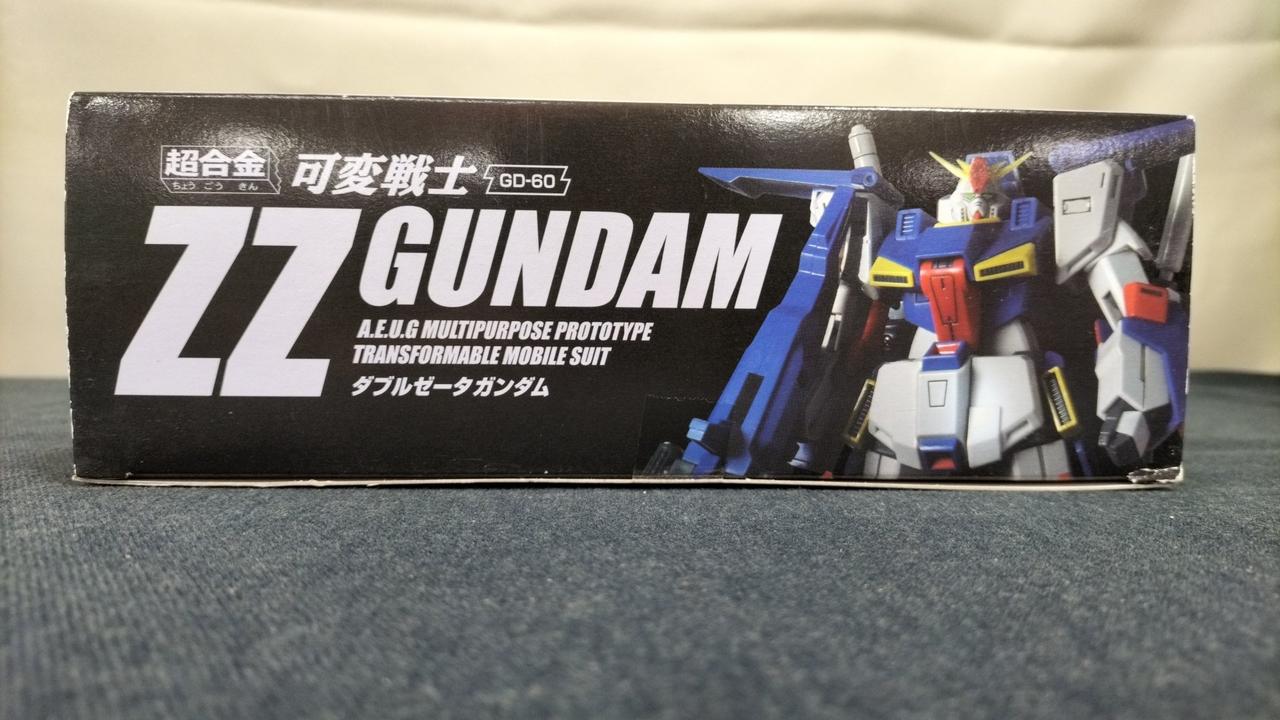 超合金 可変戦士 GD-60
ちょう ごう きん
ZZ GUNDAM
A.E.U.G MULTIPURPOSE PROTOTYPE
TRANSFORMABLE MOBILE SUIT
ダブルゼータガンダム